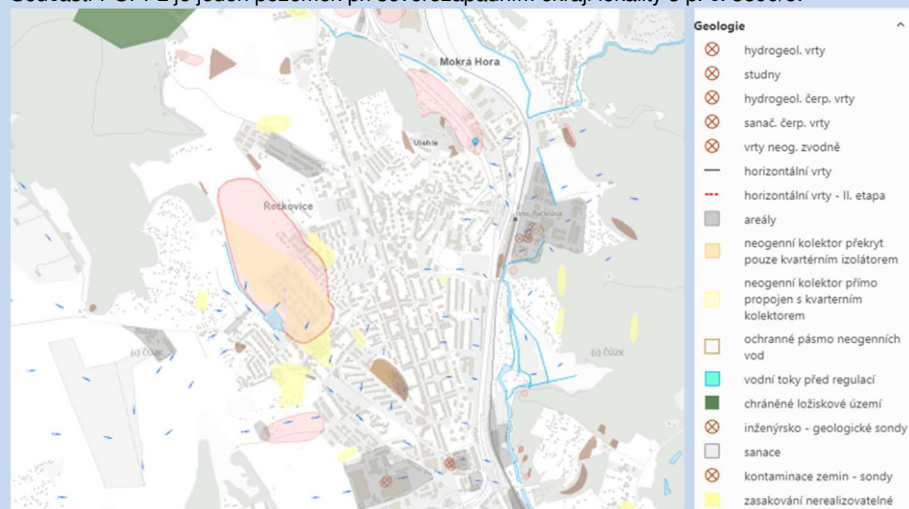 Geologie
hydrogeol. vrty
studny
hydrogeol. čerp. vrty
sanač. čerp. vrty
vrty neog. zvodně
horizontální vrty
horizontální vrty - II. etapa
areály
neogenní kolektor překryt
pouze kvartérním izolátorem
neogenní kolektor přímo
propojen s kvarterním
kolektorem
ochranné pásmo neogenních
vod
vodní toky před regulací
chráněné ložiskové území
inženýrsko - geologické sondy
sanace
kontaminace zemin - sondy
zasakování nerealizovatelné
Mokrá Hora
Útěhle
Řečkovice
(c) ČÚZK
(c) ČÚZK